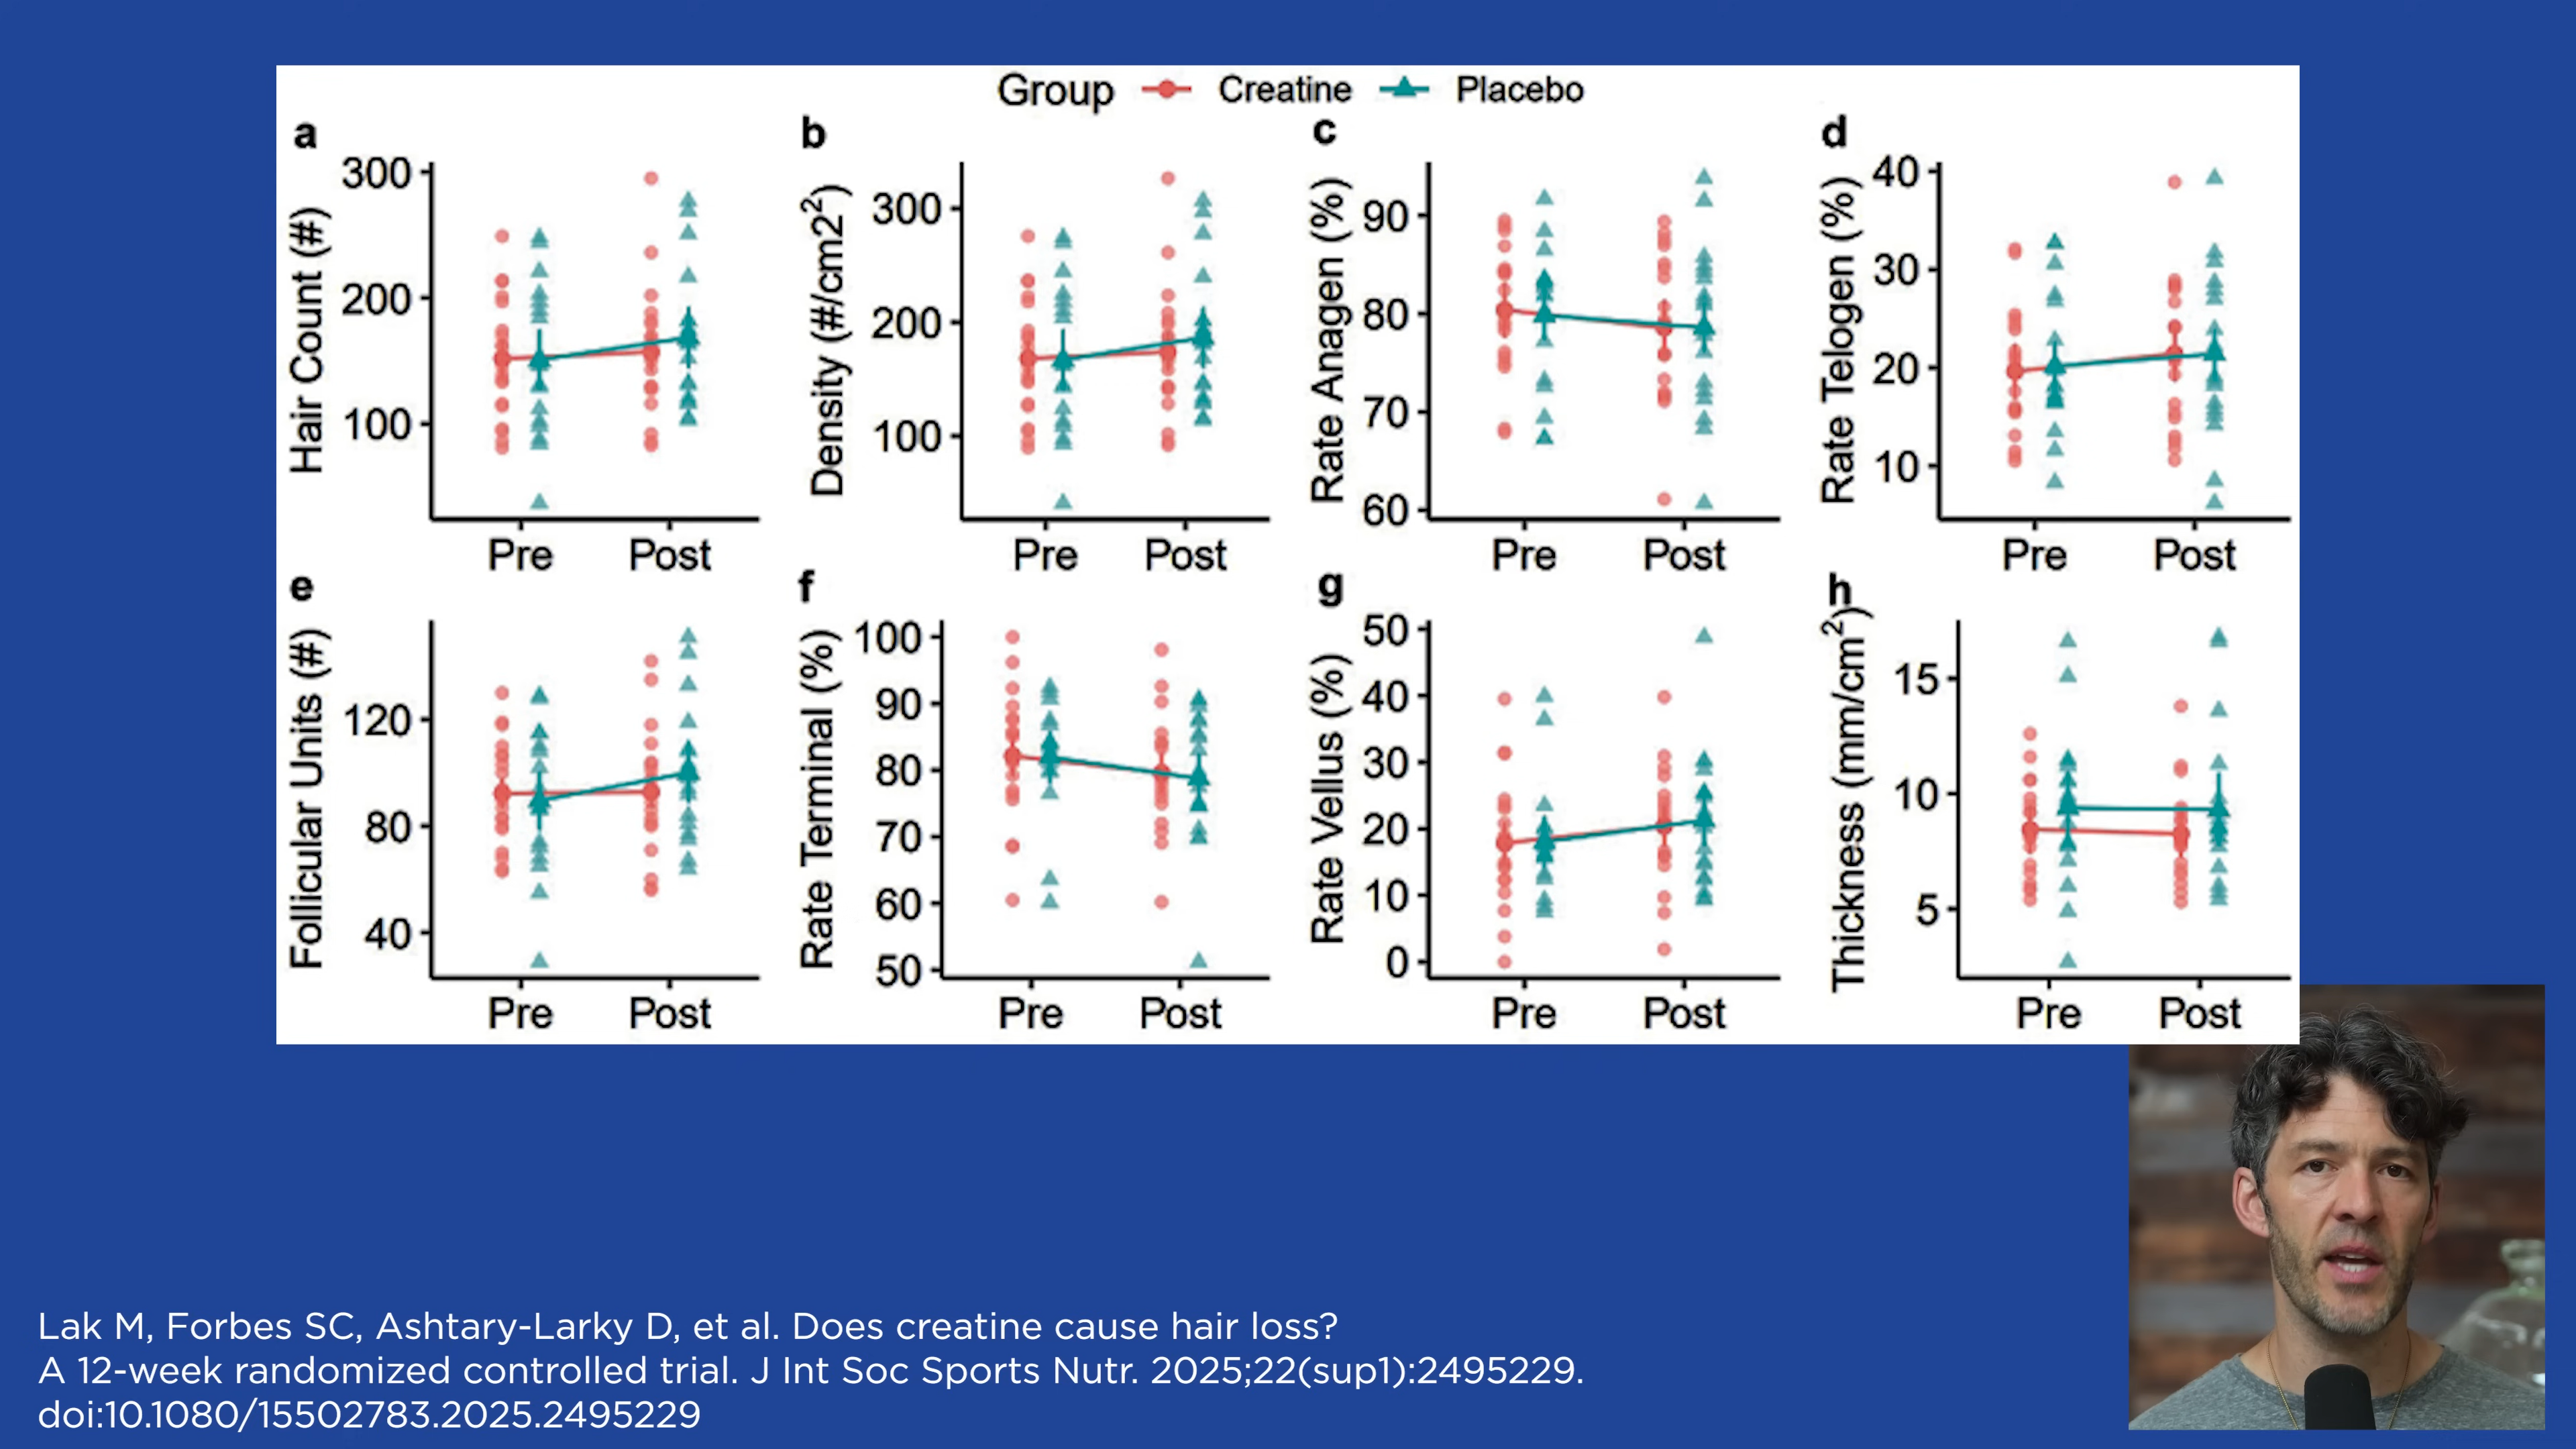 Group Creatine Placebo
a
Hair Count (#)
300
200
100
Pre Post
b
Density (#/cm2²)
300
200
100
Pre Post
c
Rate Anagen (%)
90
80
70
60
Pre Post
d
Rate Telogen (%)
40
30
20
10
Pre Post
e
Follicular Units (#)
120
80
40
Pre Post
f
Rate Terminal (%)
100
90
80
70
60
50
Pre Post
g
Rate Vellus (%)
50
40
30
20
10
0
Pre Post
h
Thickness (mm/cm²)
15
10
5
Pre Post
Lak M, Forbes SC, Ashtary-Larky D, et al. Does creatine cause hair loss?
A 12-week randomized controlled trial. J Int Soc Sports Nutr. 2025;22(sup1):2495229.
doi:10.1080/15502783.2025.2495229